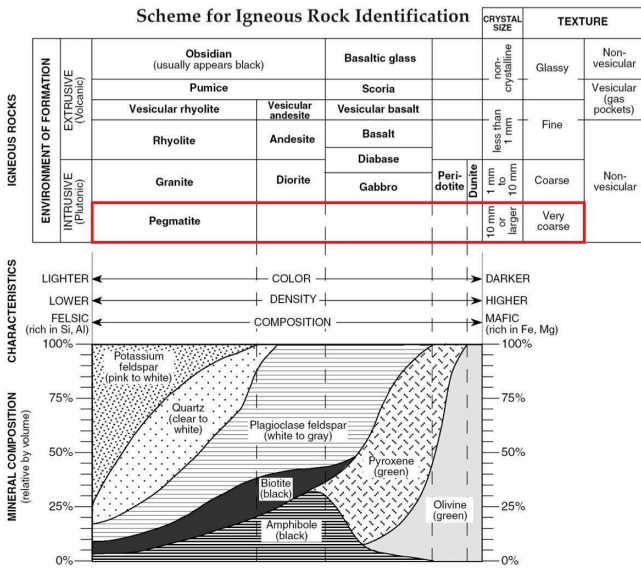 Scheme for Igneous Rock Identification
CRYSTAL
SIZE
TEXTURE
IGNEOUS ROCKS
ENVIRONMENT OF FORMATION
EXTRUSIVE
(Volcanic)
INTRUSIVE
(Plutonic)
Obsidian
(usually appears black)
Basaltic glass
non-
crystalline
Glassy
Non-
vesicular
Pumice
Scoria
Vesicular
(gas
pockets)
Vesicular rhyolite
Vesicular
andesite
Vesicular basalt
less than
1 mm
Fine
Rhyolite
Andesite
Basalt
Diabase
Granite
Diorite
Gabbro
Peri-
dotite
Dunite
1 mm
to
10 mm
Coarse
Non-
vesicular
Pegmatite
10 mm
or
larger
Very
coarse
CHARACTERISTICS
LIGHTER
COLOR
DARKER
LOWER
DENSITY
HIGHER
FELSIC
(rich in Si, Al)
COMPOSITION
MAFIC
(rich in Fe, Mg)
MINERAL COMPOSITION
(relative by volume)
100%
75%
50%
25%
0%
Potassium
feldspar
(pink to white)
Quartz
(clear to
white)
Plagioclase feldspar
(white to gray)
Biotite
(black)
Amphibole
(black)
Pyroxene
(green)
Olivine
(green)
100%
75%
50%
25%
0%